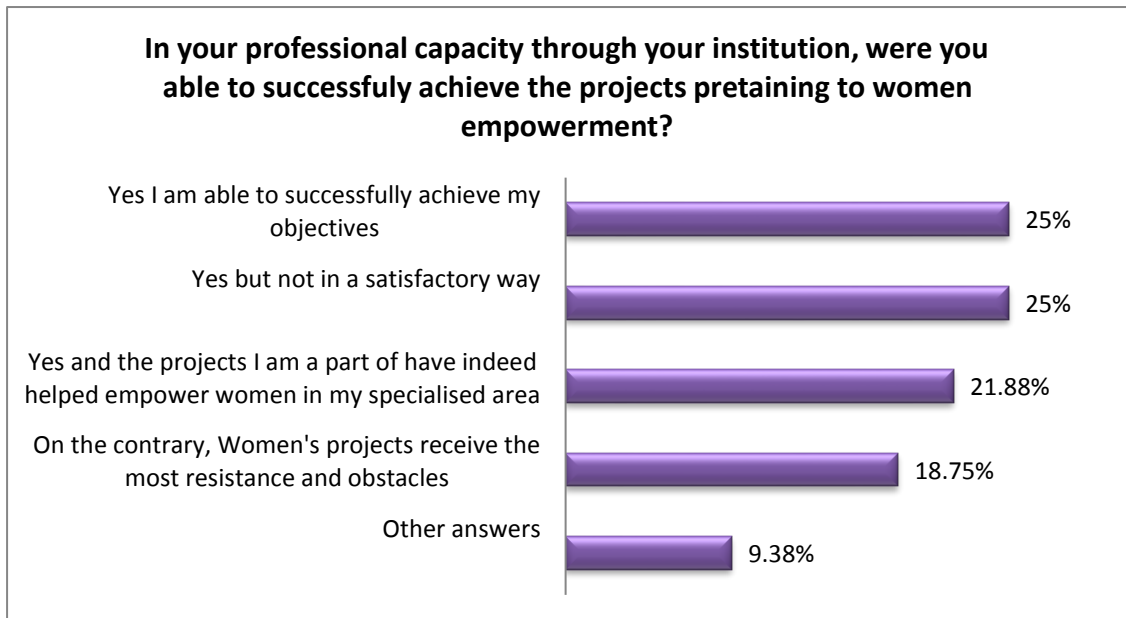 In your professional capacity through your institution, were you
able to successfuly achieve the projects pretaining to women
empowerment?
Yes I am able to successfully achieve my
objectives
25%
Yes but not in a satisfactory way
25%
Yes and the projects I am a part of have indeed
helped empower women in my specialised area
21.88%
On the contrary, Women's projects receive the
most resistance and obstacles
18.75%
Other answers
9.38%